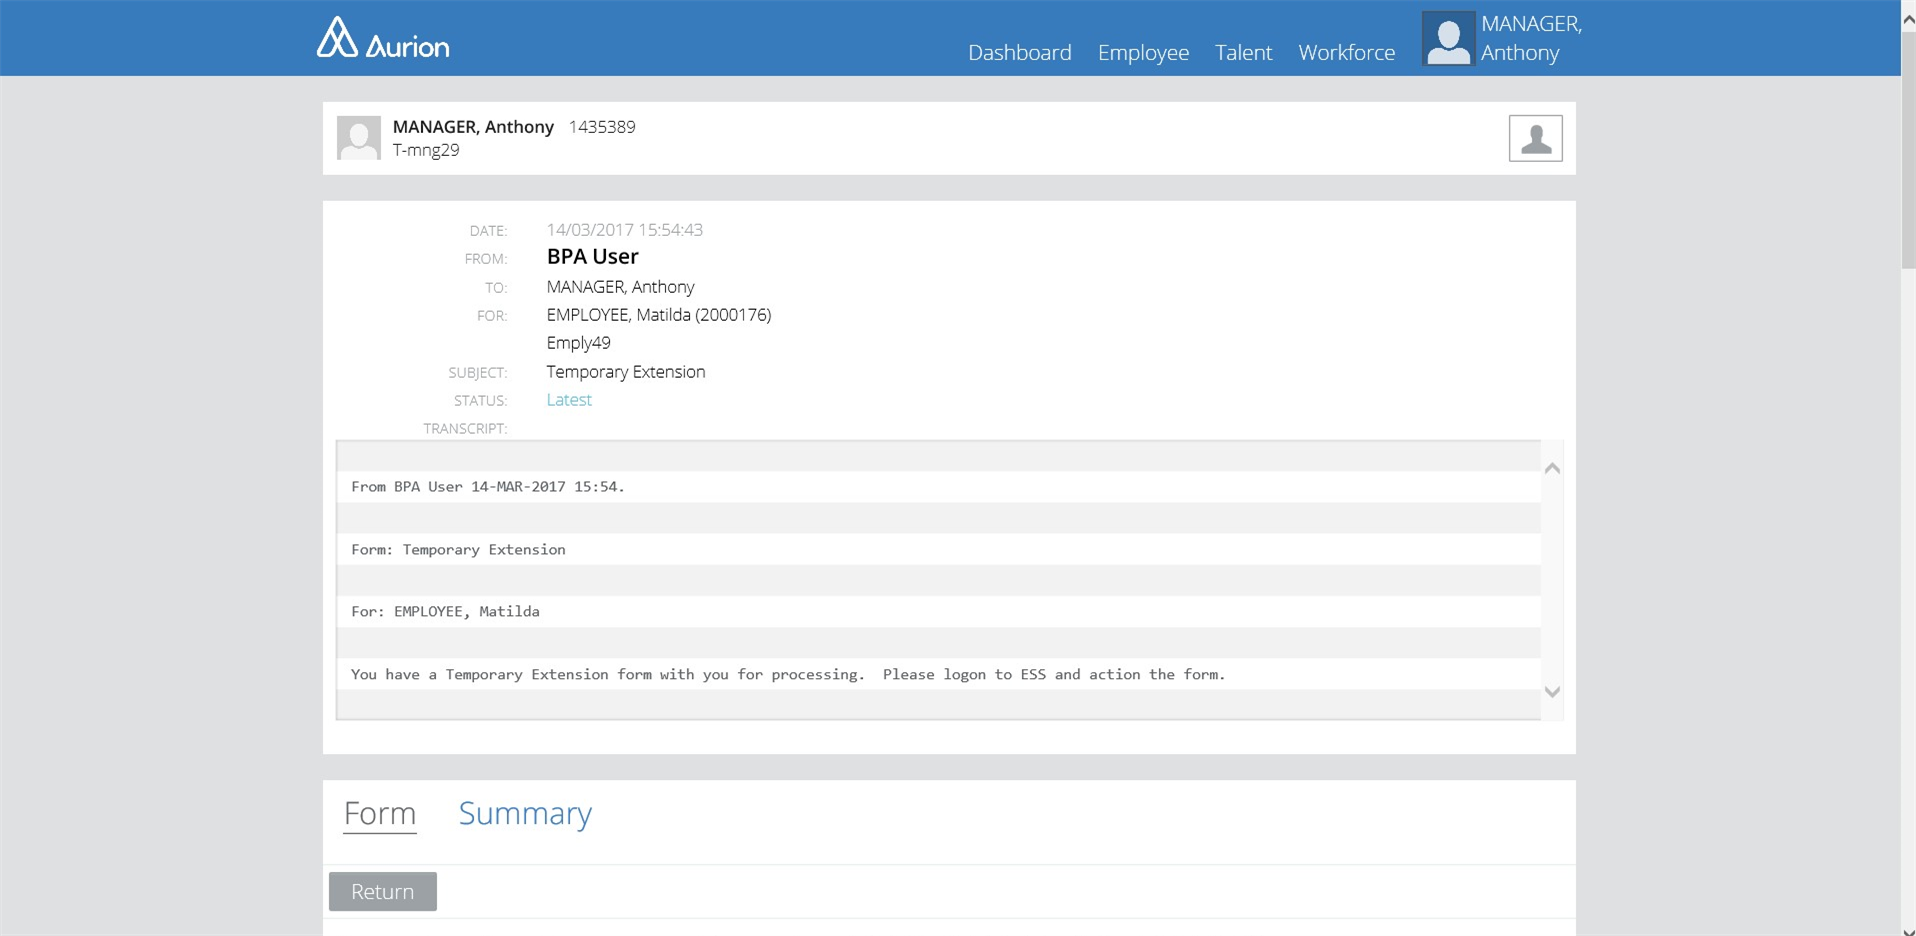 Aurion
Dashboard Employee Talent Workforce MANAGER,
Anthony
MANAGER, Anthony 1435389
T-mng29
DATE: 14/03/2017 15:54:43
FROM: BPA User
TO: MANAGER, Anthony
FOR: EMPLOYEE, Matilda (2000176)
Emply49
SUBJECT: Temporary Extension
STATUS: Latest
TRANSCRIPT:
From BPA User 14-MAR-2017 15:54.
Form: Temporary Extension
For: EMPLOYEE, Matilda
You have a Temporary Extension form with you for processing.  Please logon to ESS and action the form.
Form Summary
Return